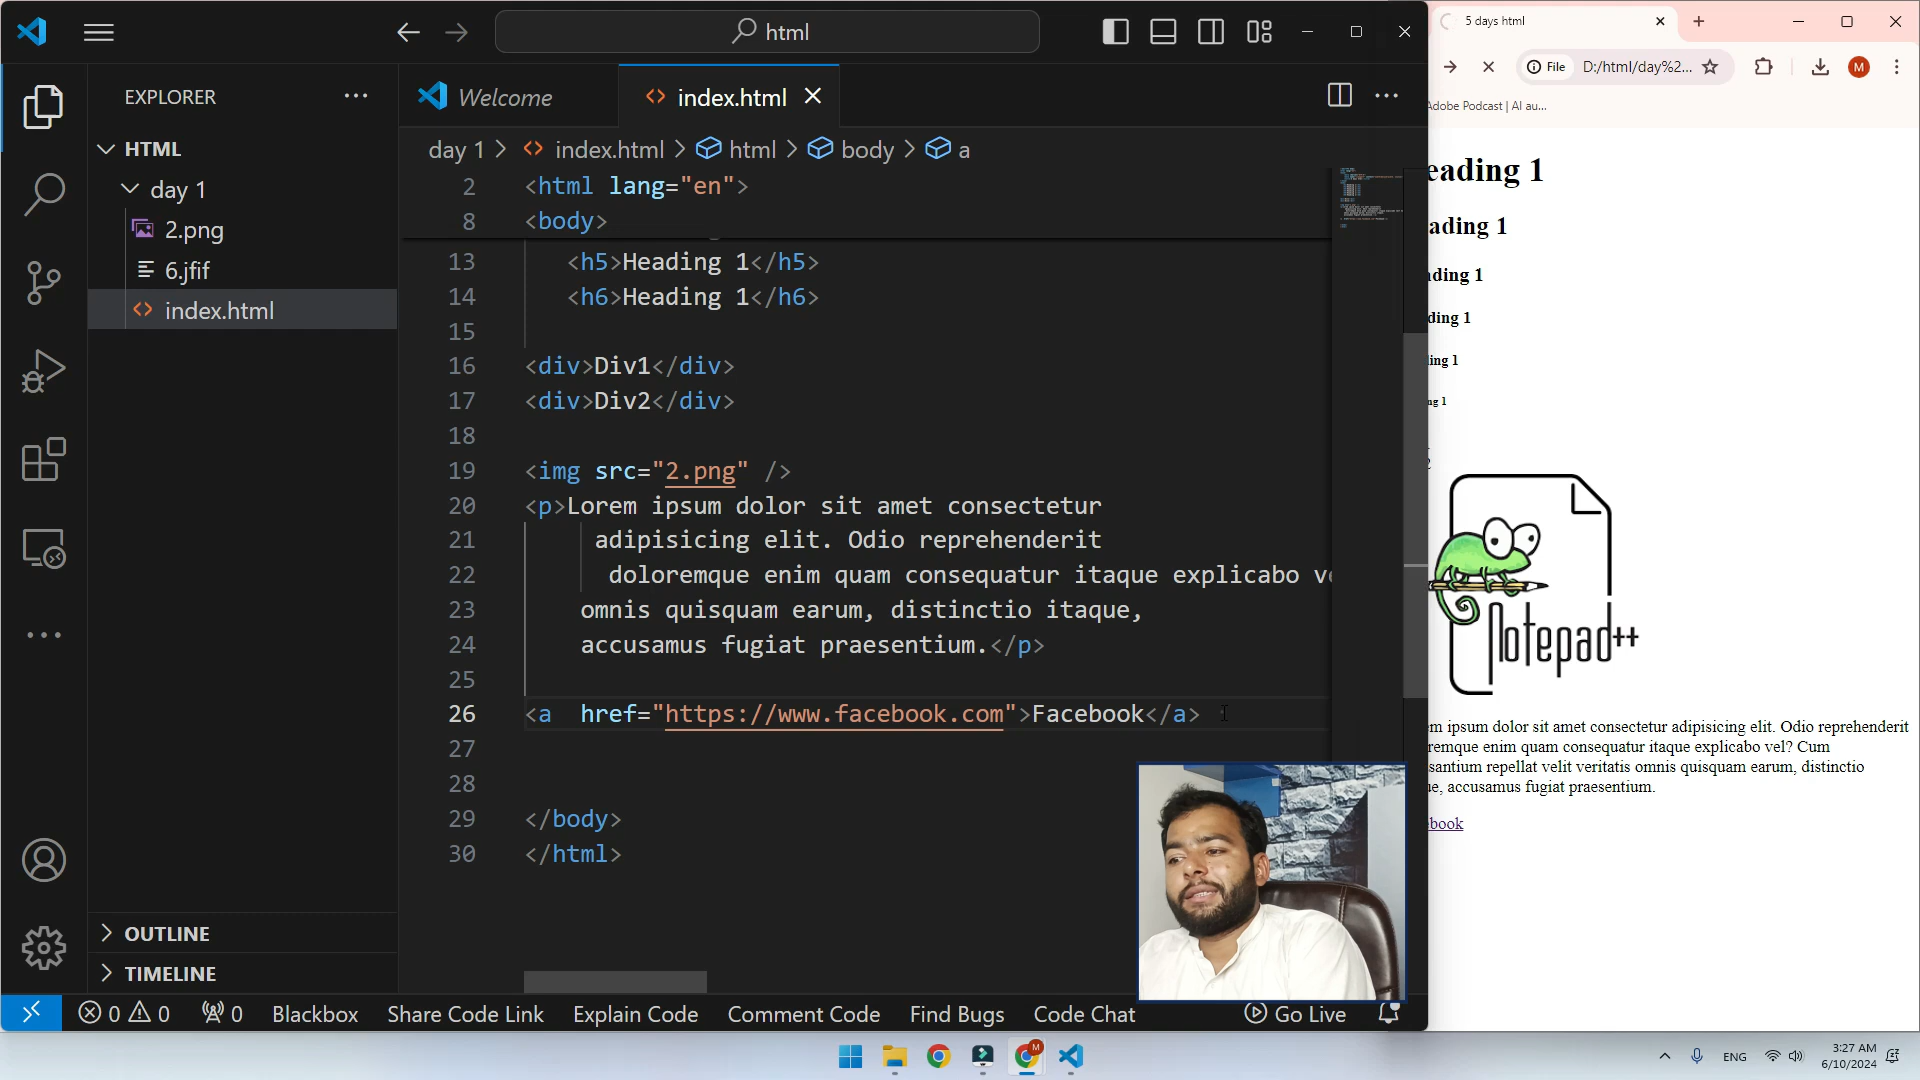 html
EXPLORER
HTML
day 1
2.png
6.jfif
index.html
OUTLINE
TIMELINE
Welcome
index.html
day 1 > index.html > html > body > a
2 <html lang="en">
8 <body>
13 <h5>Heading 1</h5>
14 <h6>Heading 1</h6>
15
16 <div>Div1</div>
17 <div>Div2</div>
18
19 <img src="2.png" />
20 <p>Lorem ipsum dolor sit amet consectetur
21 adipisicing elit. Odio reprehenderit
22 doloremque enim quam consequatur itaque explicabo ve
23 omnis quisquam earum, distinctio itaque,
24 accusamus fugiat praesentium.</p>
25
26 <a  href="https://www.facebook.com">Facebook</a>
27
28
29 </body>
30 </html>
0 0 0 Blackbox Share Code Link Explain Code Comment Code Find Bugs Code Chat Go Live
5 days html
File D:/html/day%2... M
Adobe Podcast | AI au...
eading 1
ading 1
ding 1
ding 1
ing 1
ng 1
2
Notepad++
em ipsum dolor sit amet consectetur adipisicing elit. Odio reprehenderit
remque enim quam consequatur itaque explicabo vel? Cum
santium repellat velit veritatis omnis quisquam earum, distinctio
ue, accusamus fugiat praesentium.
book
M
ENG
3:27 AM
6/10/2024